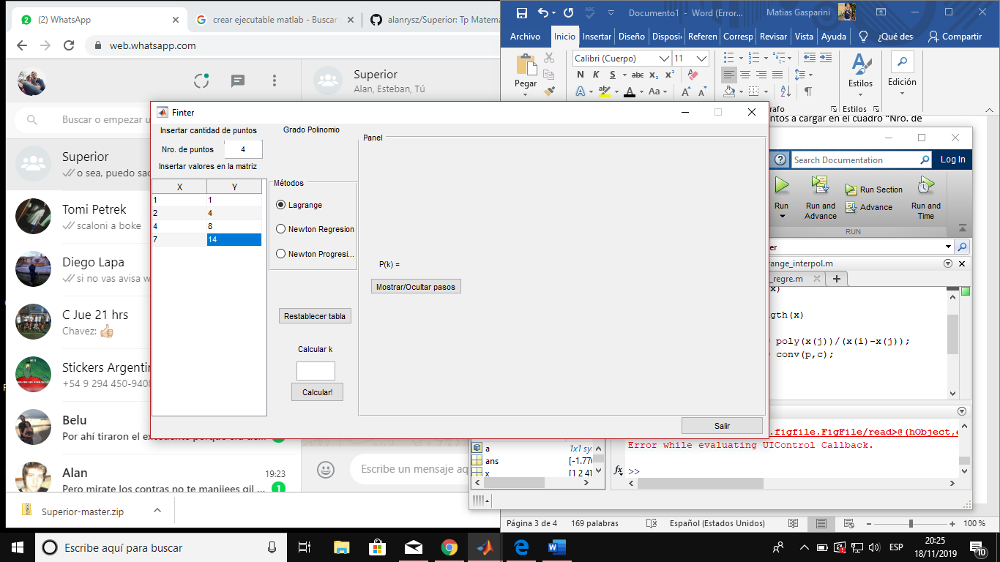 (2) WhatsApp
crear ejecutable matlab - Buscar
alanrysz/Superior: Tp Matema
web.whatsapp.com
Superior
Alan, Esteban, Tú
Buscar o empezar u
Superior
o sea, puedo sac
Tomi Petrek
scaloni a boke
Diego Lapa
si no vas avisa w
C Jue 21 hrs
Chavez:
Stickers Argentin
+54 9 294 450-9408
Belu
Por ahí tiraron el excedente porque era de
Alan
19:23
Pero mirate los contras no te manijees gil ...
1
Escribe un mensaje aq
Superior-master.zip
Documento1 - Word (Error...
Matias Gasparini
Archivo
Inicio
Insertar
Diseño
Disposi
Referen
Corresp
Revisar
Vista
Ayuda
¿Qué des
Compartir
Pegar
Calibri (Cuerpo)
11
N K S abc x₂ x²
A A Aa A A
Estilos
Edición
rafo
Estilos
ntos a cargar en el cuadro "Nro. de
Finter
Insertar cantidad de puntos
Grado Polinomio
Panel
Nro. de puntos
4
Insertar valores en la matriz
X Y
1 1
2 4
4 8
7 14
Métodos
Lagrange
Newton Regresion
Newton Progresi...
P(k) =
Mostrar/Ocultar pasos
Restablecer tabla
Calcular k
Calcular!
Salir
Search Documentation
Log In
Run
Run and
Advance
Run Section
Advance
Run and
Time
RUN
er
range_interpol.m
_regre.m
x)
gth(x)
= poly(x(j))/(x(i)-x(j));
= conv(p,c);
.figfile.FigFile/read>@(hObject,e
Error while evaluating UIControl Callback.
fx >>
a 1x1 sy
ans [-1.776
x [1 2 4]
Página 3 de 4
169 palabras
Español (Estados Unidos)
100 %
Escribe aquí para buscar
ESP
20:25
18/11/2019
10